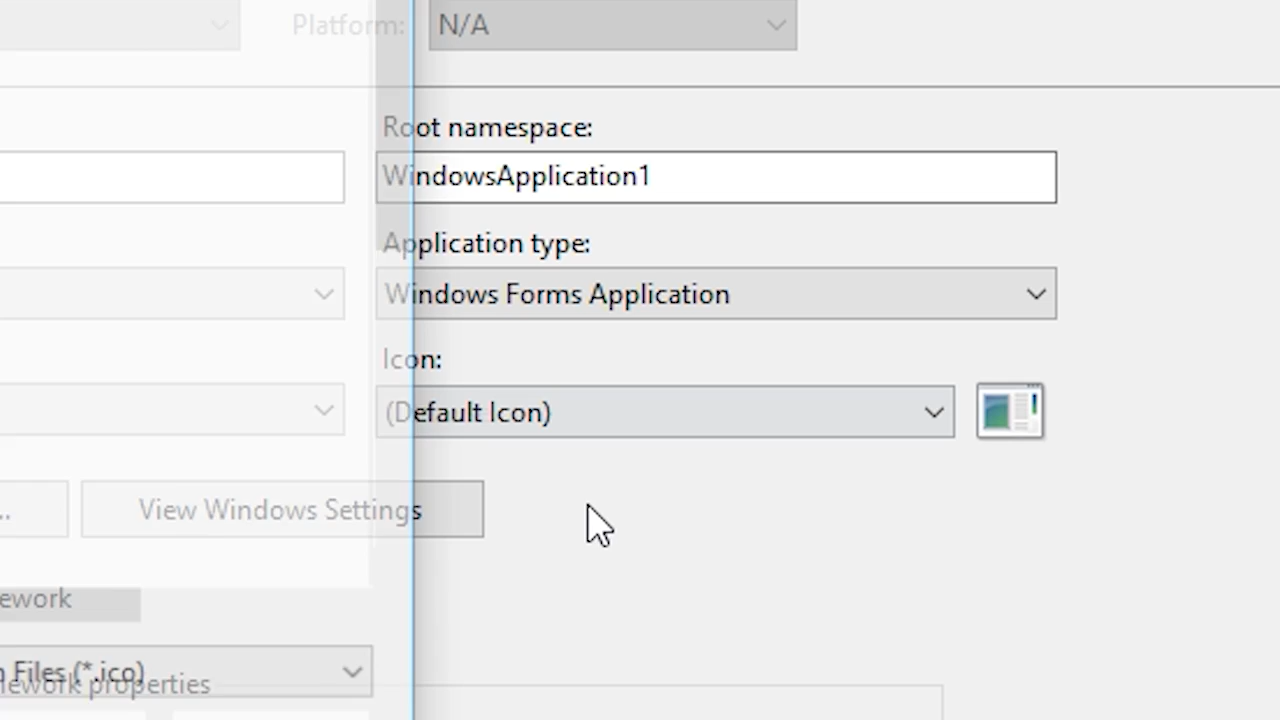 Platform: N/A
Root namespace:
WindowsApplication1
Application type:
Windows Forms Application
Icon:
(Default Icon)
.. View Windows Settings
ework
Files (*.ico)
ework properties